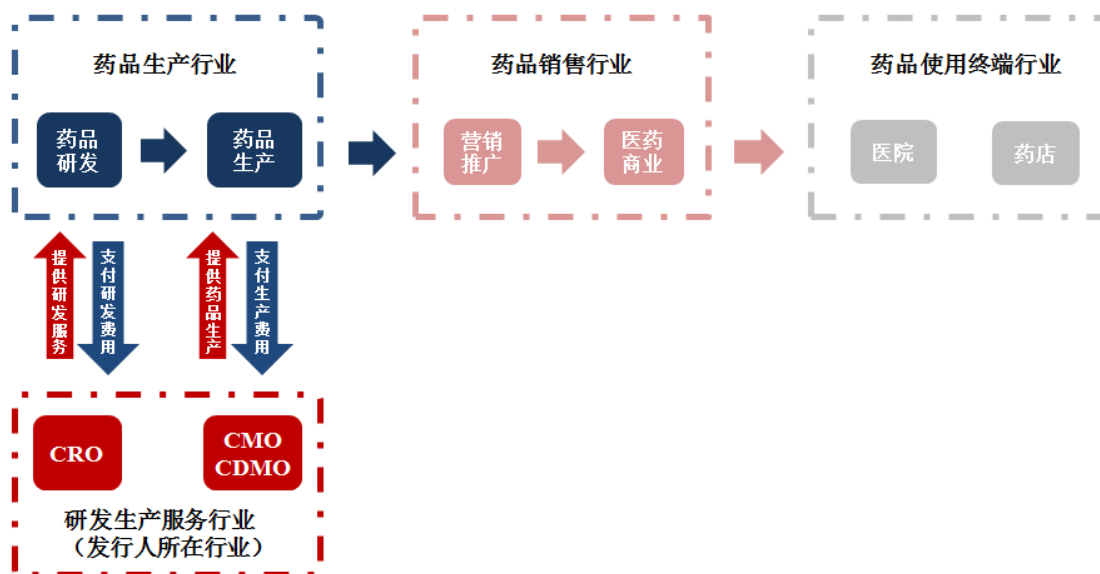 药品生产行业
药品销售行业
药品使用终端行业
药品
研发
药品
生产
营销
推广
医药
商业
医院
药店
提供研发服务
支付研发费用
提供药品生产
支付生产费用
CRO
CMO
CDMO
研发生产服务行业
（发行人所在行业）